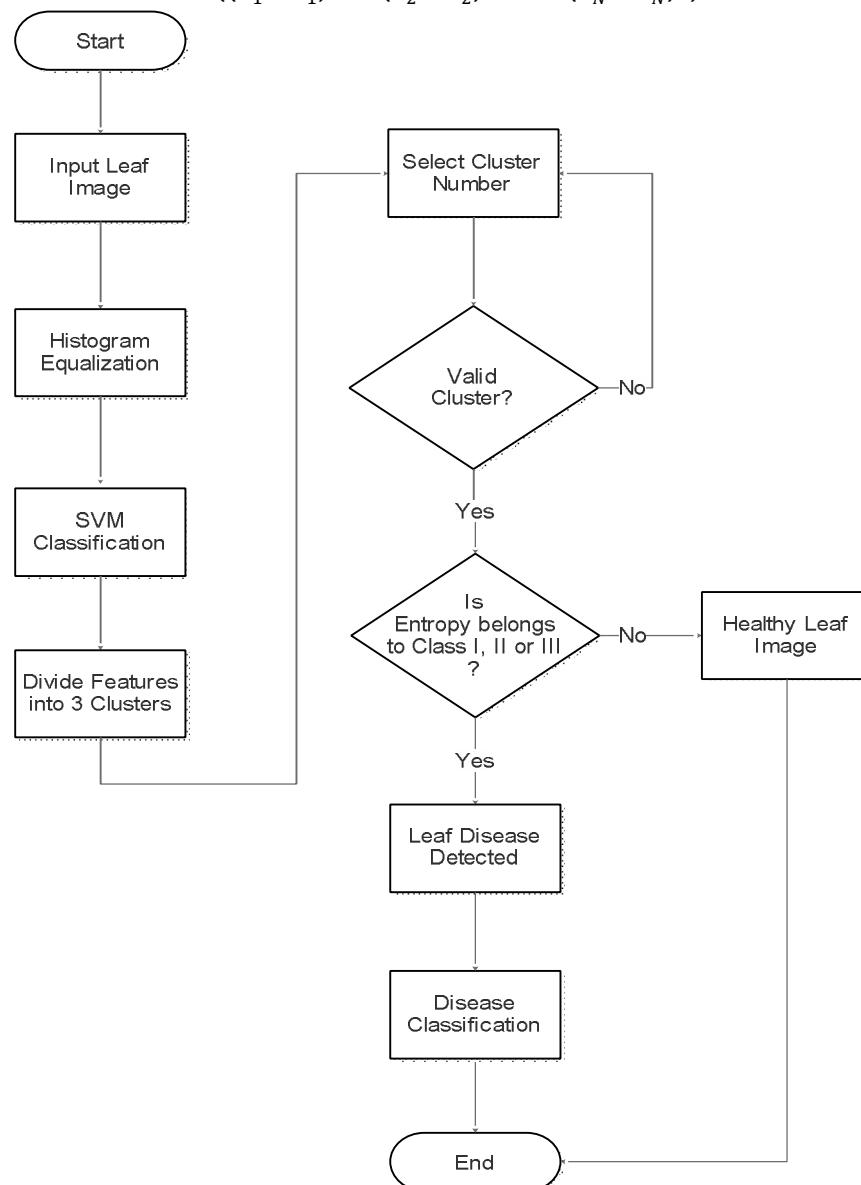 Start
Input Leaf
Image
Histogram
Equalization
SVM
Classification
Divide Features
into 3 Clusters
Select Cluster
Number
Valid
Cluster?
No
Yes
Is
Entropy belongs
to Class I, II or III
?
No
Healthy Leaf
Image
Yes
Leaf Disease
Detected
Disease
Classification
End